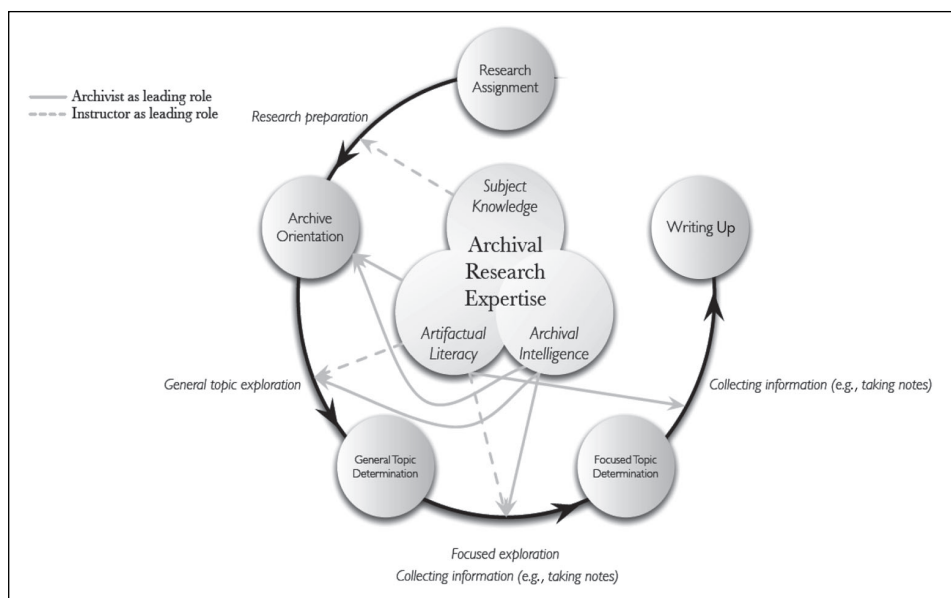 Research
Assignment
Archivist as leading role
Instructor as leading role
Research preparation
Subject
Knowledge
Archive
Orientation
Writing Up
Archival
Research
Expertise
Artifactual
Literacy
Archival
Intelligence
General topic exploration
Collecting information (e.g., taking notes)
General Topic
Determination
Focused Topic
Determination
Focused exploration
Collecting information (e.g., taking notes)